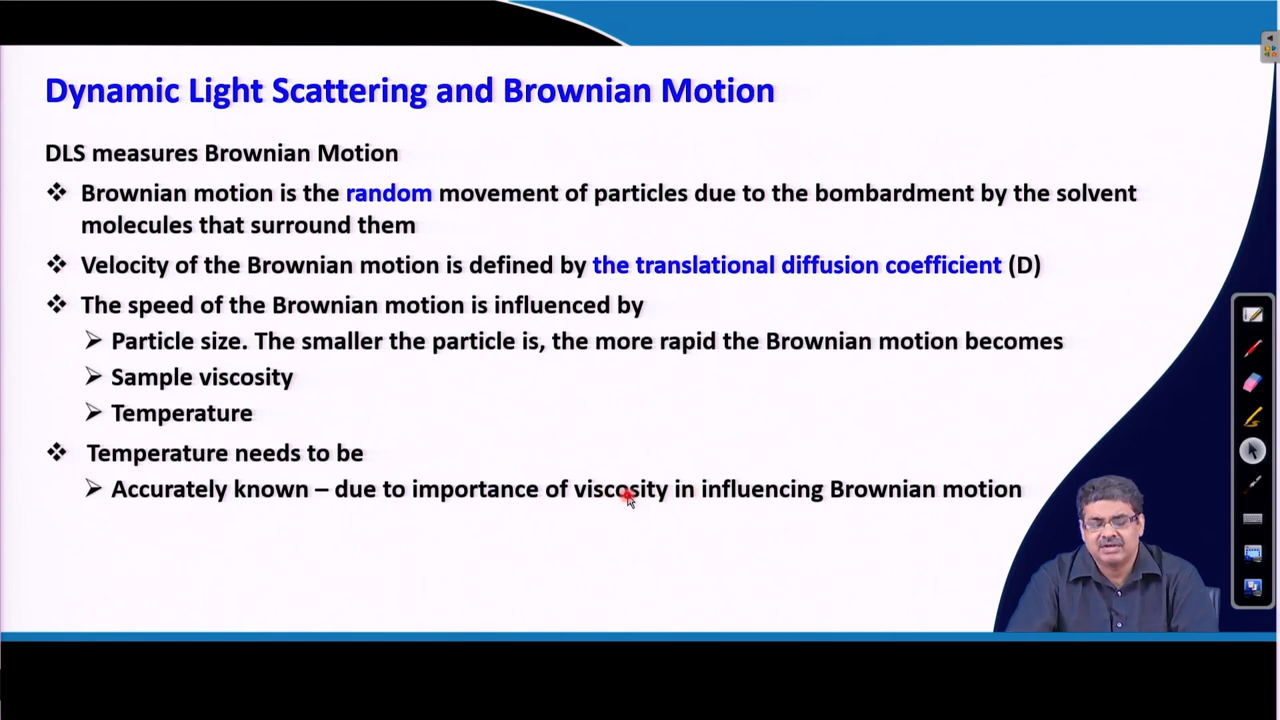 Dynamic Light Scattering and Brownian Motion
DLS measures Brownian Motion
❖ Brownian motion is the random movement of particles due to the bombardment by the solvent
molecules that surround them
❖ Velocity of the Brownian motion is defined by the translational diffusion coefficient (D)
❖ The speed of the Brownian motion is influenced by
➢ Particle size. The smaller the particle is, the more rapid the Brownian motion becomes
➢ Sample viscosity
➢ Temperature
❖ Temperature needs to be
➢ Accurately known – due to importance of viscosity in influencing Brownian motion